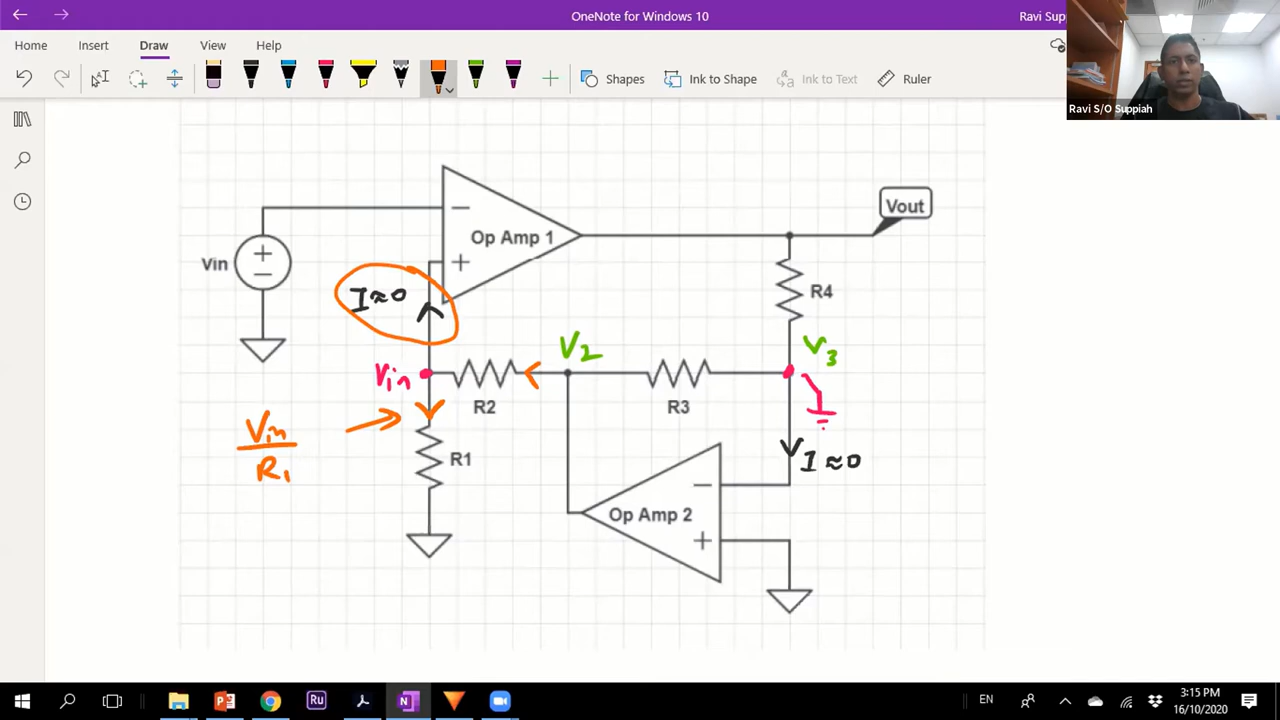 OneNote for Windows 10
Ravi Supp
Home Insert Draw View Help
Shapes
Ink to Shape
Ink to Text
Ruler
Ravi S/O Suppiah
Vout
−
Op Amp 1
+
Vin
+
−
I≈0
R4
V2
V3
Vin
R2
R3
Vin
R1
R1
I≈0
−
Op Amp 2
+
EN
3:15 PM
16/10/2020
Ru
P
N